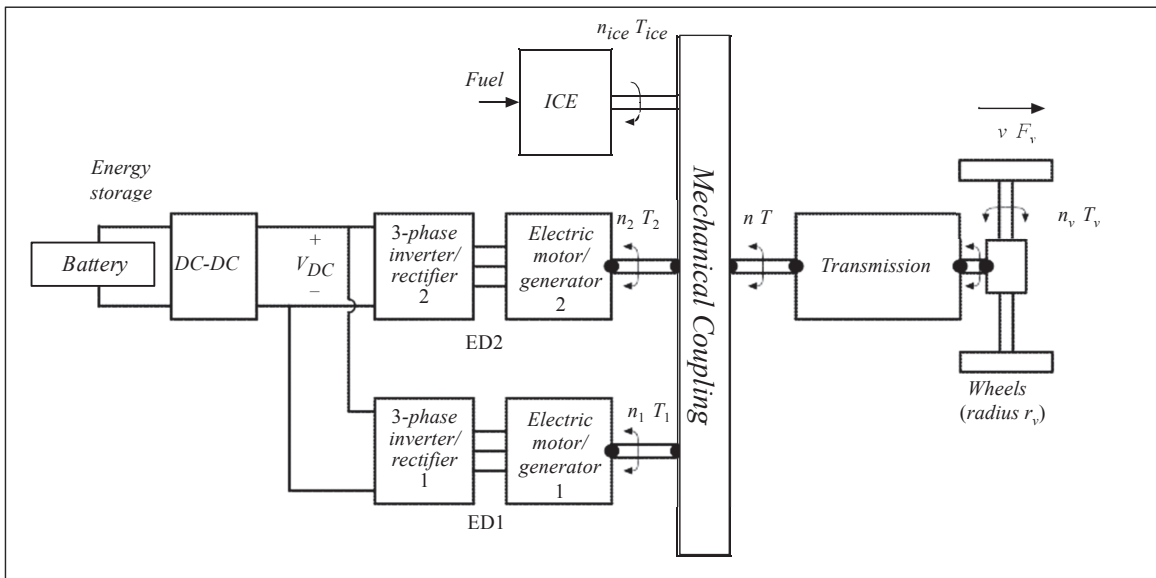 n_ice T_ice
Fuel
ICE
v F_v
Energy
storage
Battery
DC-DC
+
V_DC
–
3-phase
inverter/
rectifier
2
Electric
motor/
generator
2
n_2 T_2
ED2
3-phase
inverter/
rectifier
1
Electric
motor/
generator
1
n_1 T_1
ED1
Mechanical Coupling
n T
Transmission
n_v T_v
Wheels
(radius r_v)